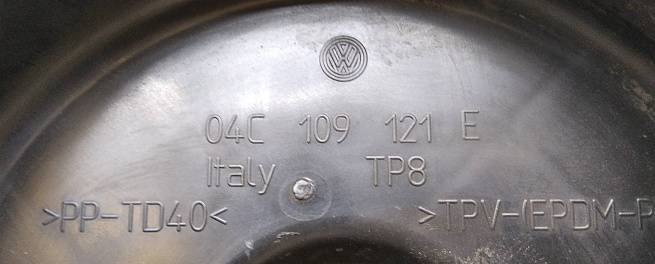 04C 109 121 E
Italy TP8
>PP-TD40< >TPV-(EPDM-P